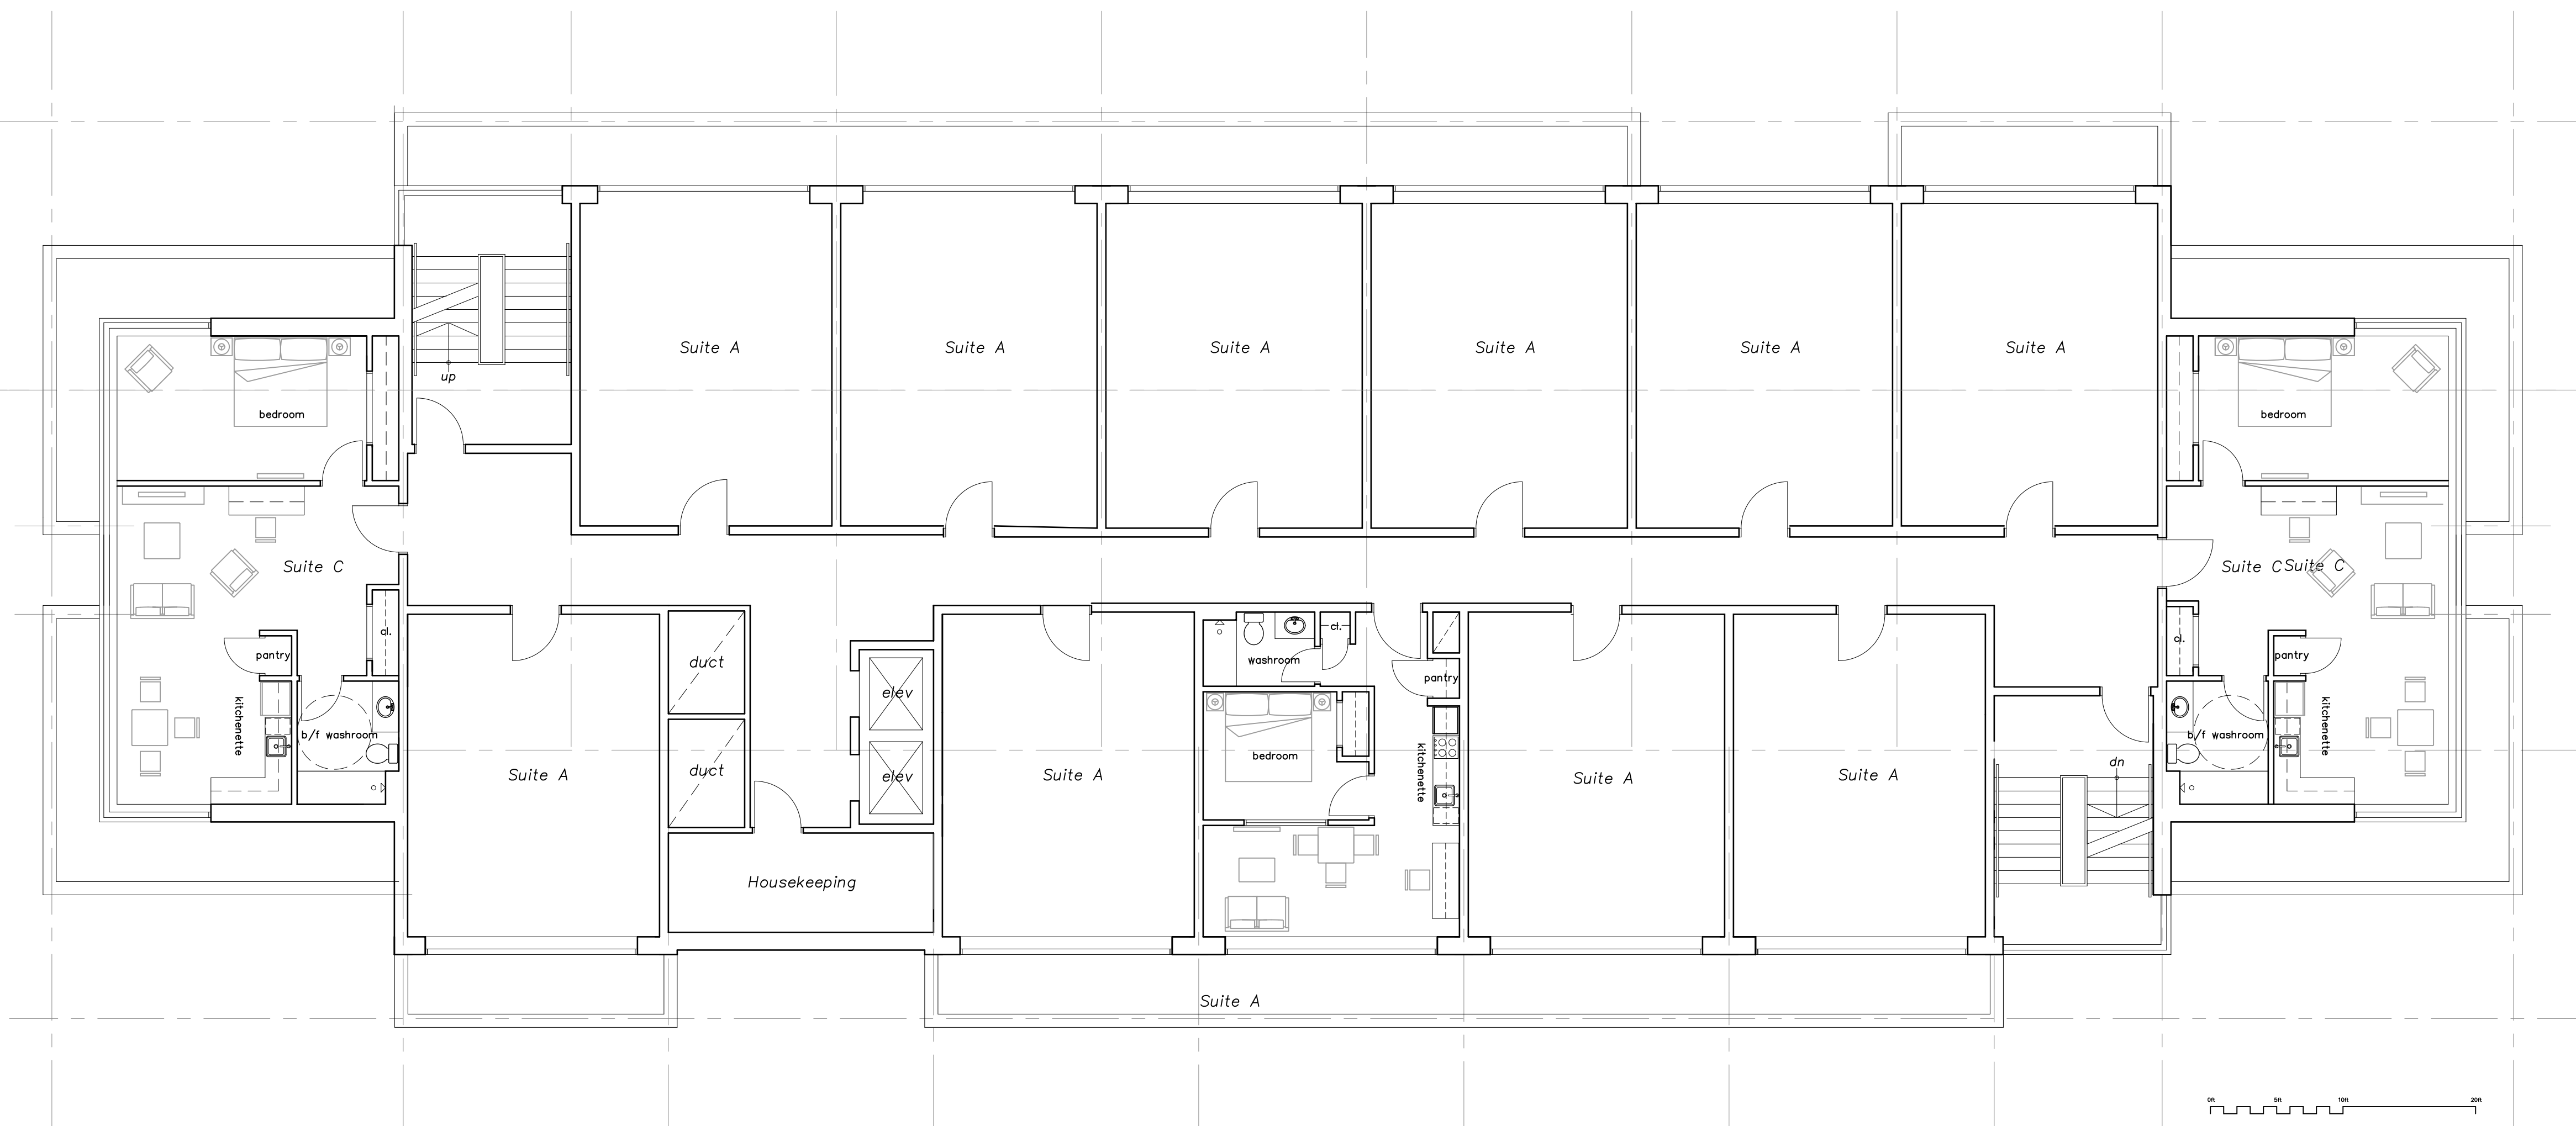 Suite A
Suite A
Suite A
Suite A
Suite A
Suite A
up
bedroom
bedroom
Suite C
Suite C
Suite C
cl.
cl.
cl.
pantry
duct
washroom
pantry
pantry
elev
kitchenette
b/f washroom
kitchenette
b/f washroom
kitchenette
bedroom
dn
duct
elev
Suite A
Suite A
Suite A
Suite A
Housekeeping
Suite A
0ft
5ft
10ft
20ft